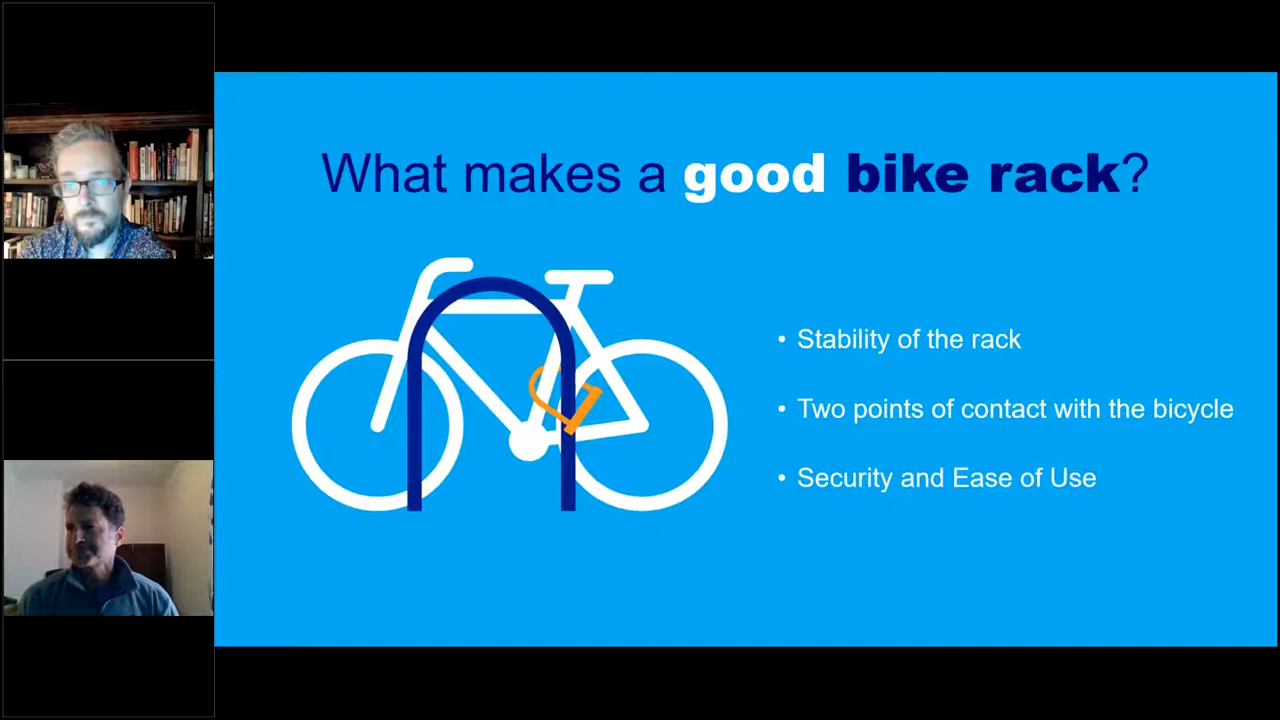 What makes a good bike rack?
• Stability of the rack
• Two points of contact with the bicycle
• Security and Ease of Use